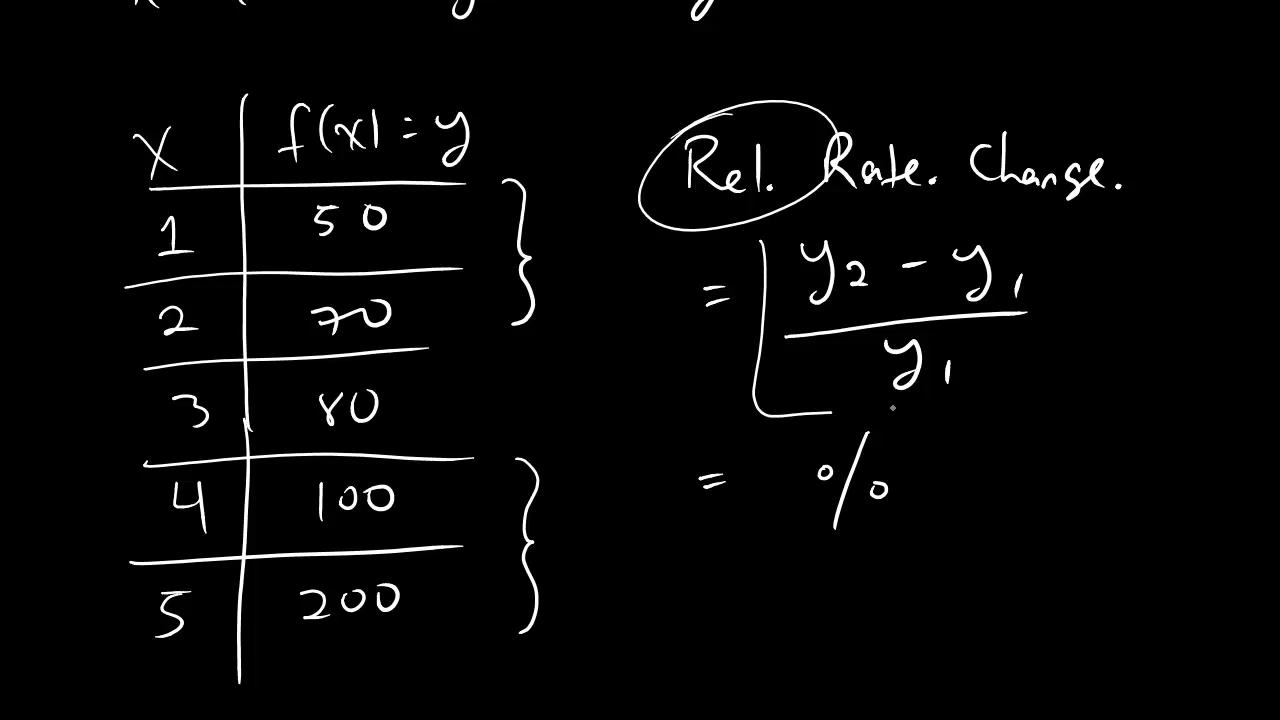 x | f(x) = y
1 | 50
2 | 70
3 | 80
4 | 100
5 | 200
Rel. Rate. Change.
= y₂ - y₁
y₁
= %